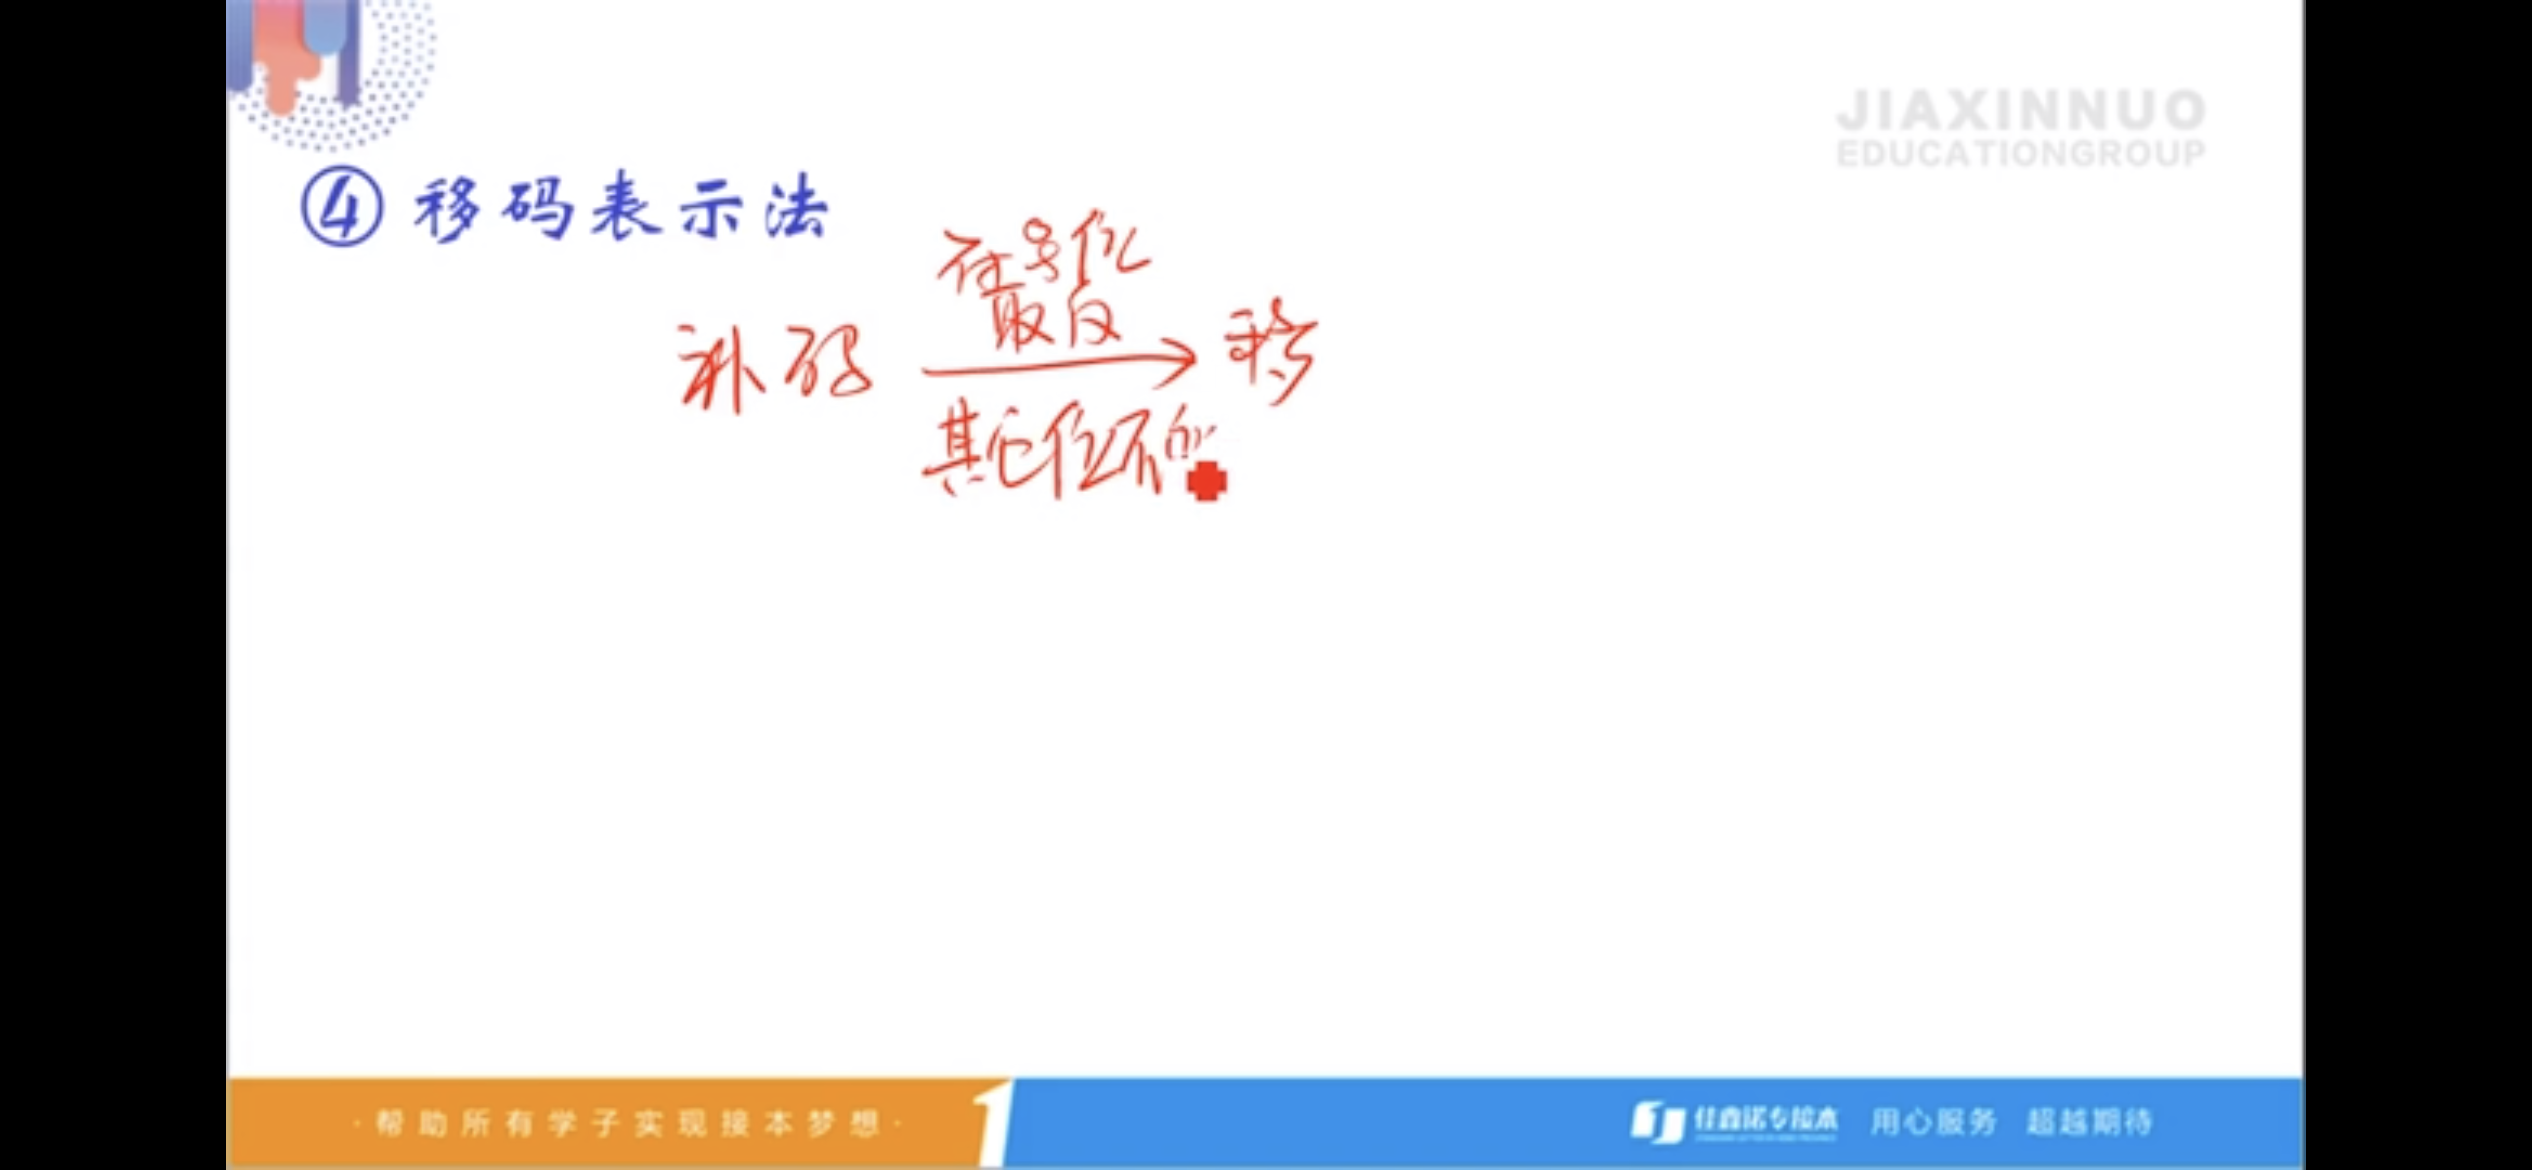 JIAXINNUO
EDUCATIONGROUP
④ 移码表示法
符号位
取反
补码 → 移
其它位不
·帮助所有学子实现接本梦想·
1
佳鑫诺专接本 用心服务 超越期待